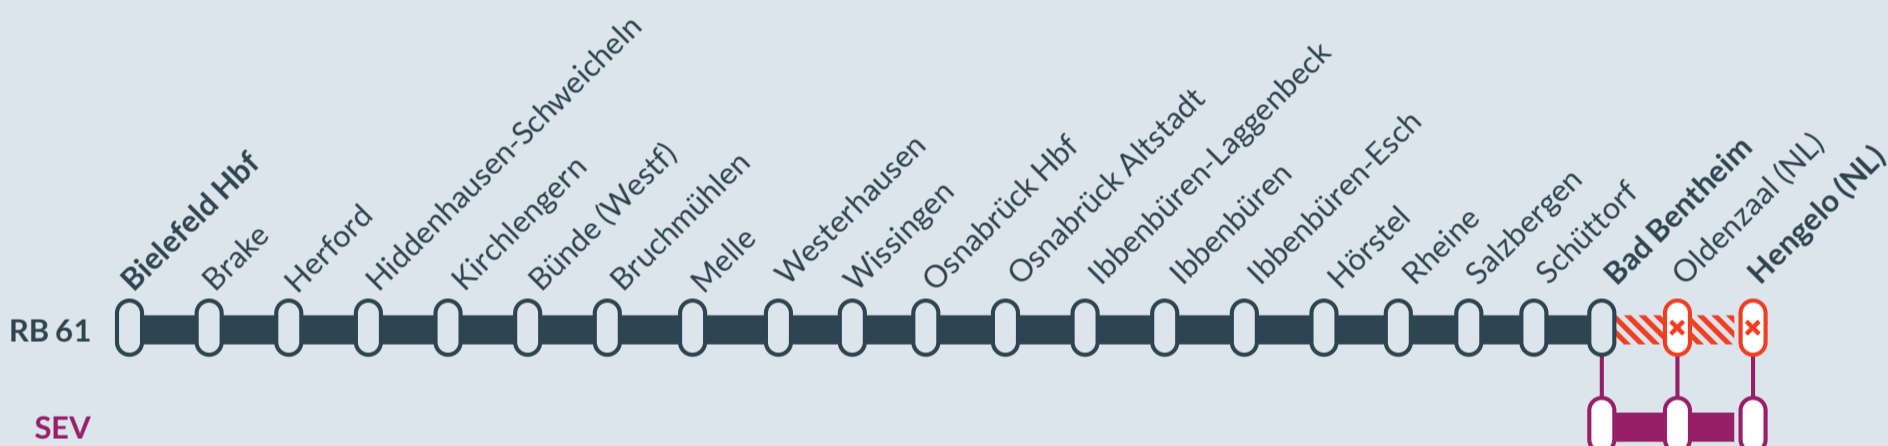 Bielefeld Hbf
Brake
Herford
Hiddenhausen-Schweicheln
Kirchlengern
Bünde (Westf)
Bruchmühlen
Melle
Westerhausen
Wissingen
Osnabrück Hbf
Osnabrück Altstadt
Ibbenbüren-Laggenbeck
Ibbenbüren
Ibbenbüren-Esch
Hörstel
Rheine
Salzbergen
Schüttorf
Bad Bentheim
Oldenzaal (NL)
Hengelo (NL)
RB 61
SEV